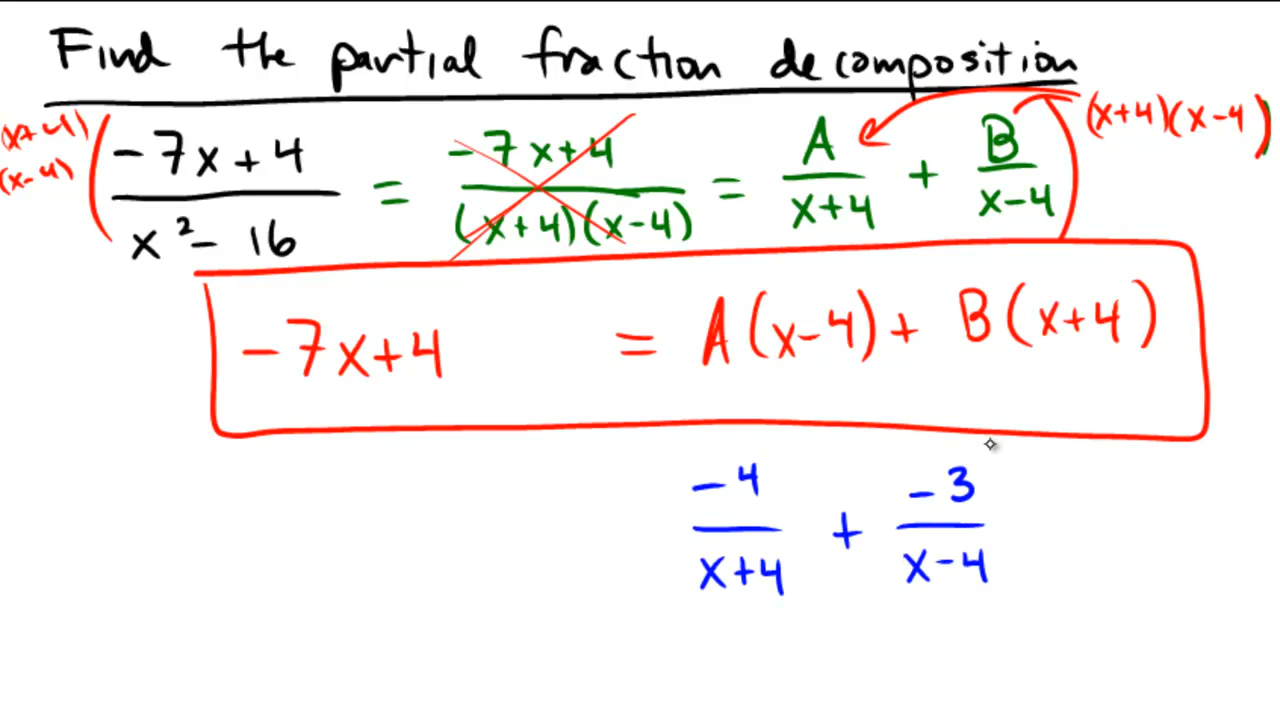 Find the partial fraction decomposition
(x+4)
(x-4)
(-7x+4)/(x²-16) = (-7x+4)/((x+4)(x-4)) = A/(x+4) + B/(x-4) (x+4)(x-4)
-7x+4 = A(x-4) + B(x+4)
-4/(x+4) + -3/(x-4)